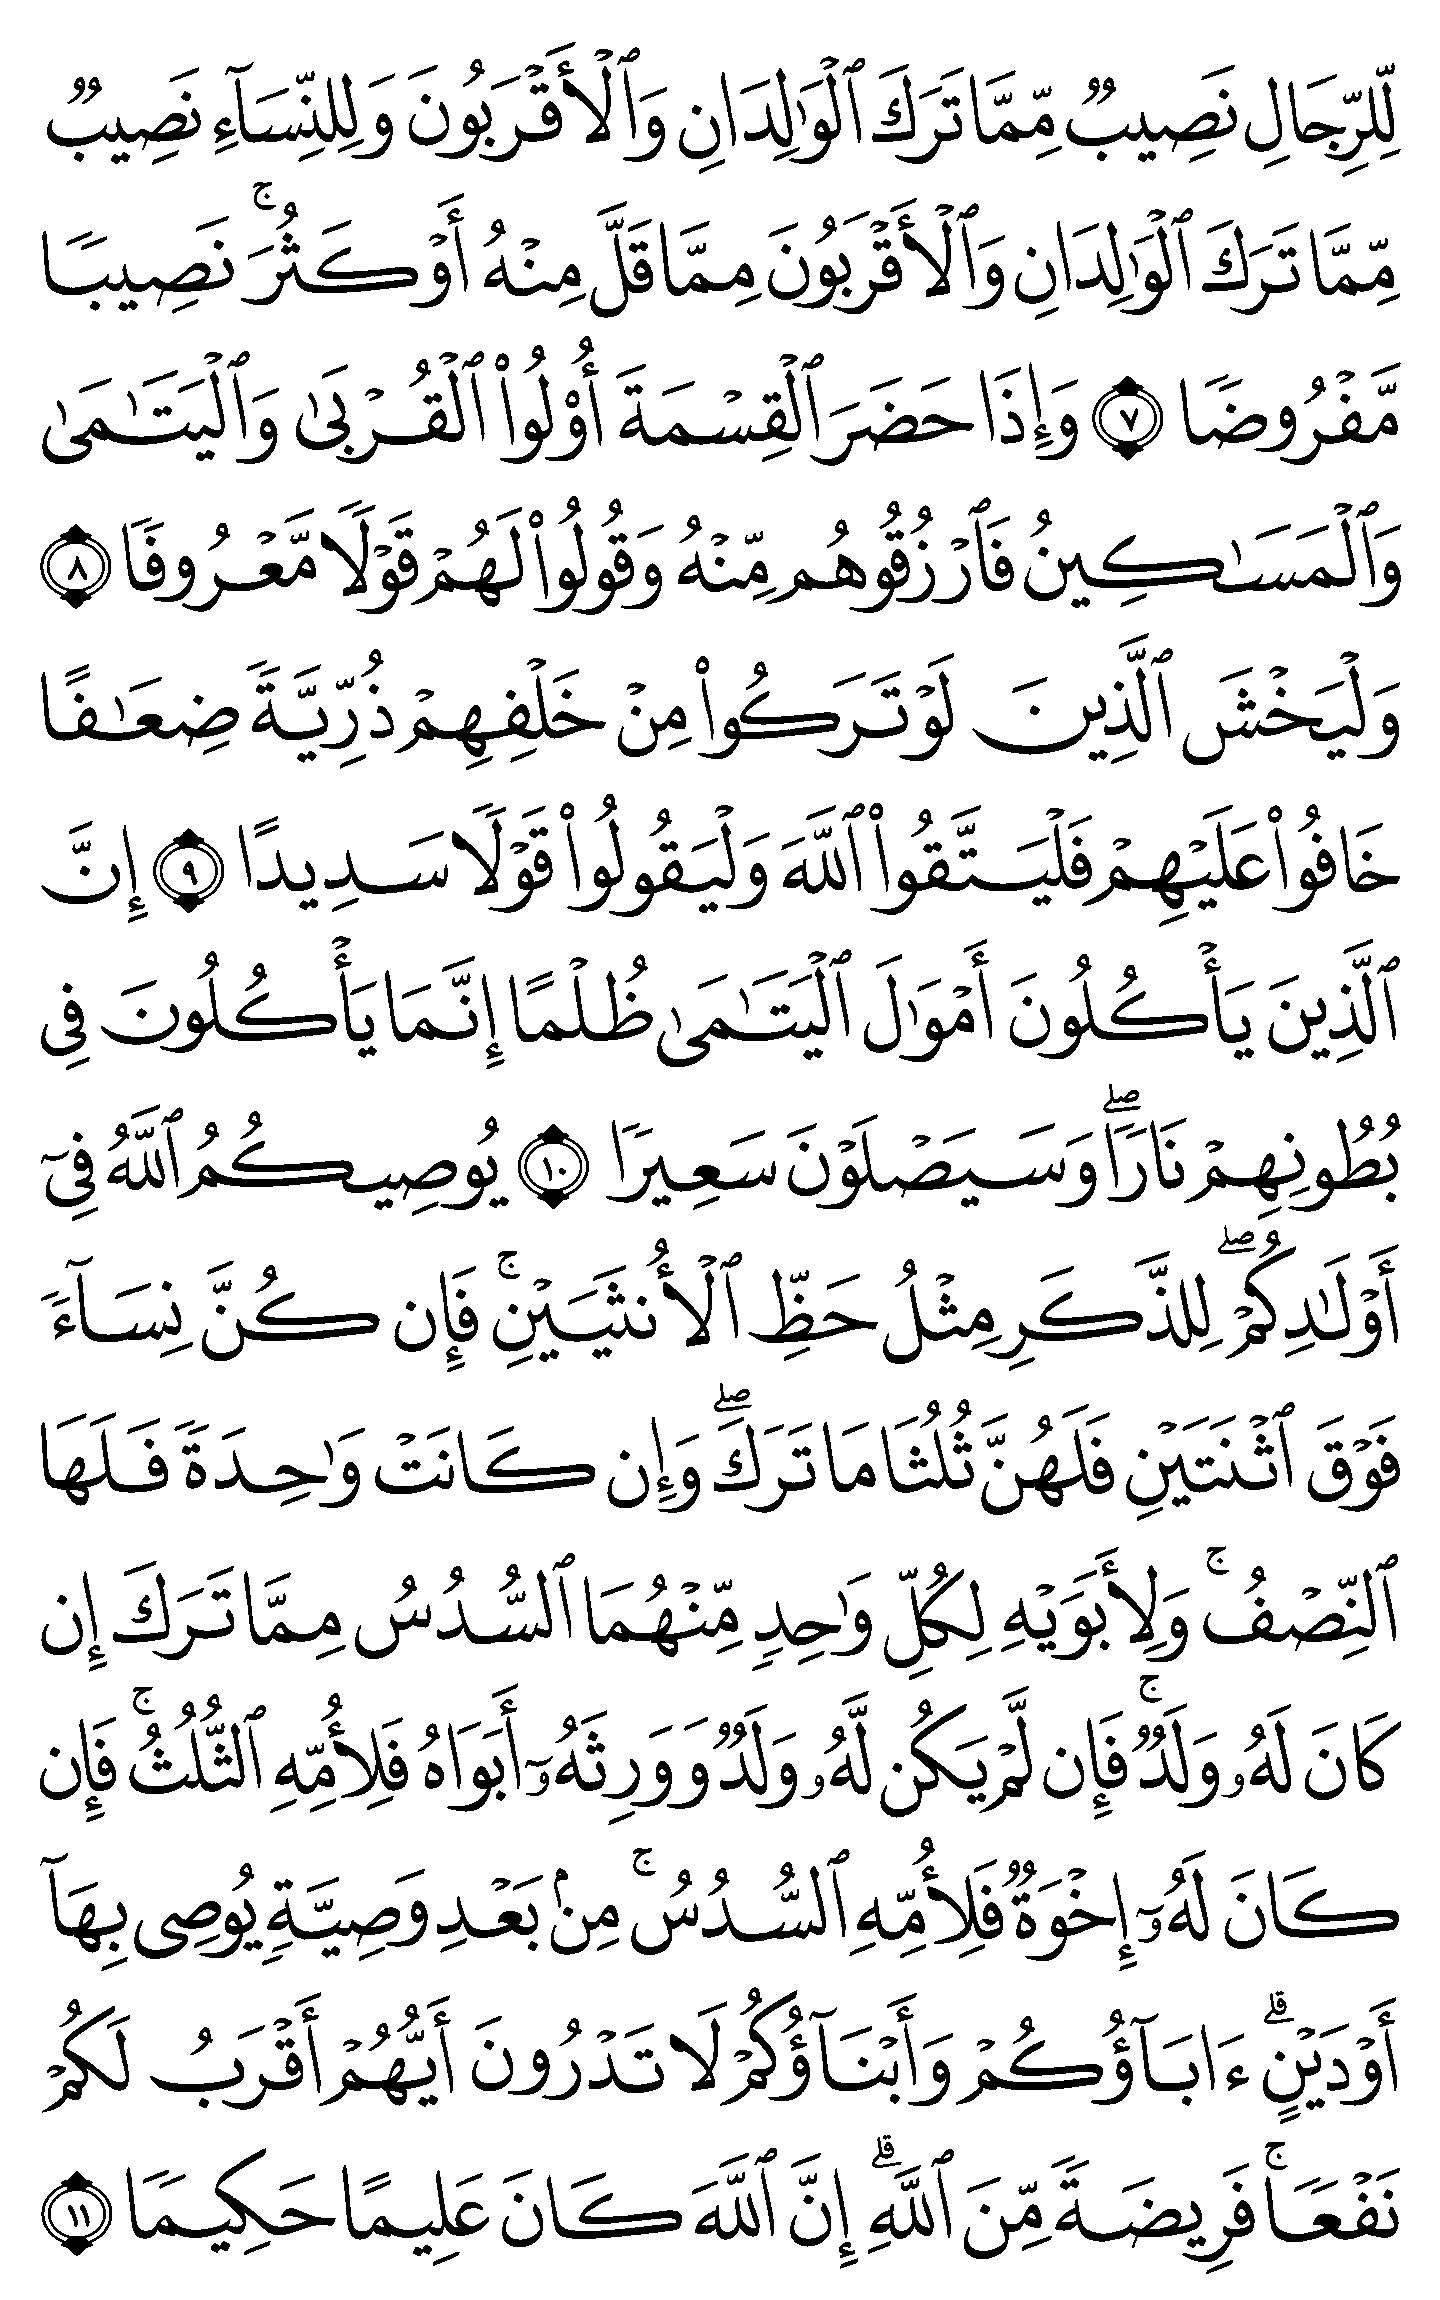 لِّلرِّجَالِ نَصِيبٌ مِّمَّا تَرَكَ ٱلۡوَٰلِدَانِ وَٱلۡأَقۡرَبُونَ وَلِلنِّسَآءِ نَصِيبٌ
مِّمَّا تَرَكَ ٱلۡوَٰلِدَانِ وَٱلۡأَقۡرَبُونَ مِمَّا قَلَّ مِنۡهُ أَوۡ كَثُرَۚ نَصِيبًا
مَّفۡرُوضًا ٧ وَإِذَا حَضَرَ ٱلۡقِسۡمَةَ أُوْلُواْ ٱلۡقُرۡبَىٰ وَٱلۡيَتَٰمَىٰ
وَٱلۡمَسَٰكِينُ فَٱرۡزُقُوهُم مِّنۡهُ وَقُولُواْ لَهُمۡ قَوۡلٗا مَّعۡرُوفٗا ٨
وَلۡيَخۡشَ ٱلَّذِينَ لَوۡ تَرَكُواْ مِنۡ خَلۡفِهِمۡ ذُرِّيَّةٗ ضِعَٰفًا
خَافُواْ عَلَيۡهِمۡ فَلۡيَتَّقُواْ ٱللَّهَ وَلۡيَقُولُواْ قَوۡلٗا سَدِيدًا ٩ إِنَّ
ٱلَّذِينَ يَأۡكُلُونَ أَمۡوَٰلَ ٱلۡيَتَٰمَىٰ ظُلۡمًا إِنَّمَا يَأۡكُلُونَ فِي
بُطُونِهِمۡ نَارٗاۖ وَسَيَصۡلَوۡنَ سَعِيرٗا ١٠ يُوصِيكُمُ ٱللَّهُ فِيٓ
أَوۡلَٰدِكُمۡۖ لِلذَّكَرِ مِثۡلُ حَظِّ ٱلۡأُنثَيَيۡنِۚ فَإِن كُنَّ نِسَآءٗ
فَوۡقَ ٱثۡنَتَيۡنِ فَلَهُنَّ ثُلُثَا مَا تَرَكَۖ وَإِن كَانَتۡ وَٰحِدَةٗ فَلَهَا
ٱلنِّصۡفُۚ وَلِأَبَوَيۡهِ لِكُلِّ وَٰحِدٖ مِّنۡهُمَا ٱلسُّدُسُ مِمَّا تَرَكَ إِن
كَانَ لَهُۥ وَلَدٞۚ فَإِن لَّمۡ يَكُن لَّهُۥ وَلَدٞ وَوَرِثَهُۥٓ أَبَوَاهُ فَلِأُمِّهِ ٱلثُّلُثُۚ فَإِن
كَانَ لَهُۥٓ إِخۡوَةٞ فَلِأُمِّهِ ٱلسُّدُسُۚ مِنۢ بَعۡدِ وَصِيَّةٖ يُوصِي بِهَآ
أَوۡ دَيۡنٍۗ ءَابَآؤُكُمۡ وَأَبۡنَآؤُكُمۡ لَا تَدۡرُونَ أَيُّهُمۡ أَقۡرَبُ لَكُمۡ
نَفۡعٗاۚ فَرِيضَةٗ مِّنَ ٱللَّهِۗ إِنَّ ٱللَّهَ كَانَ عَلِيمًا حَكِيمٗا ١١